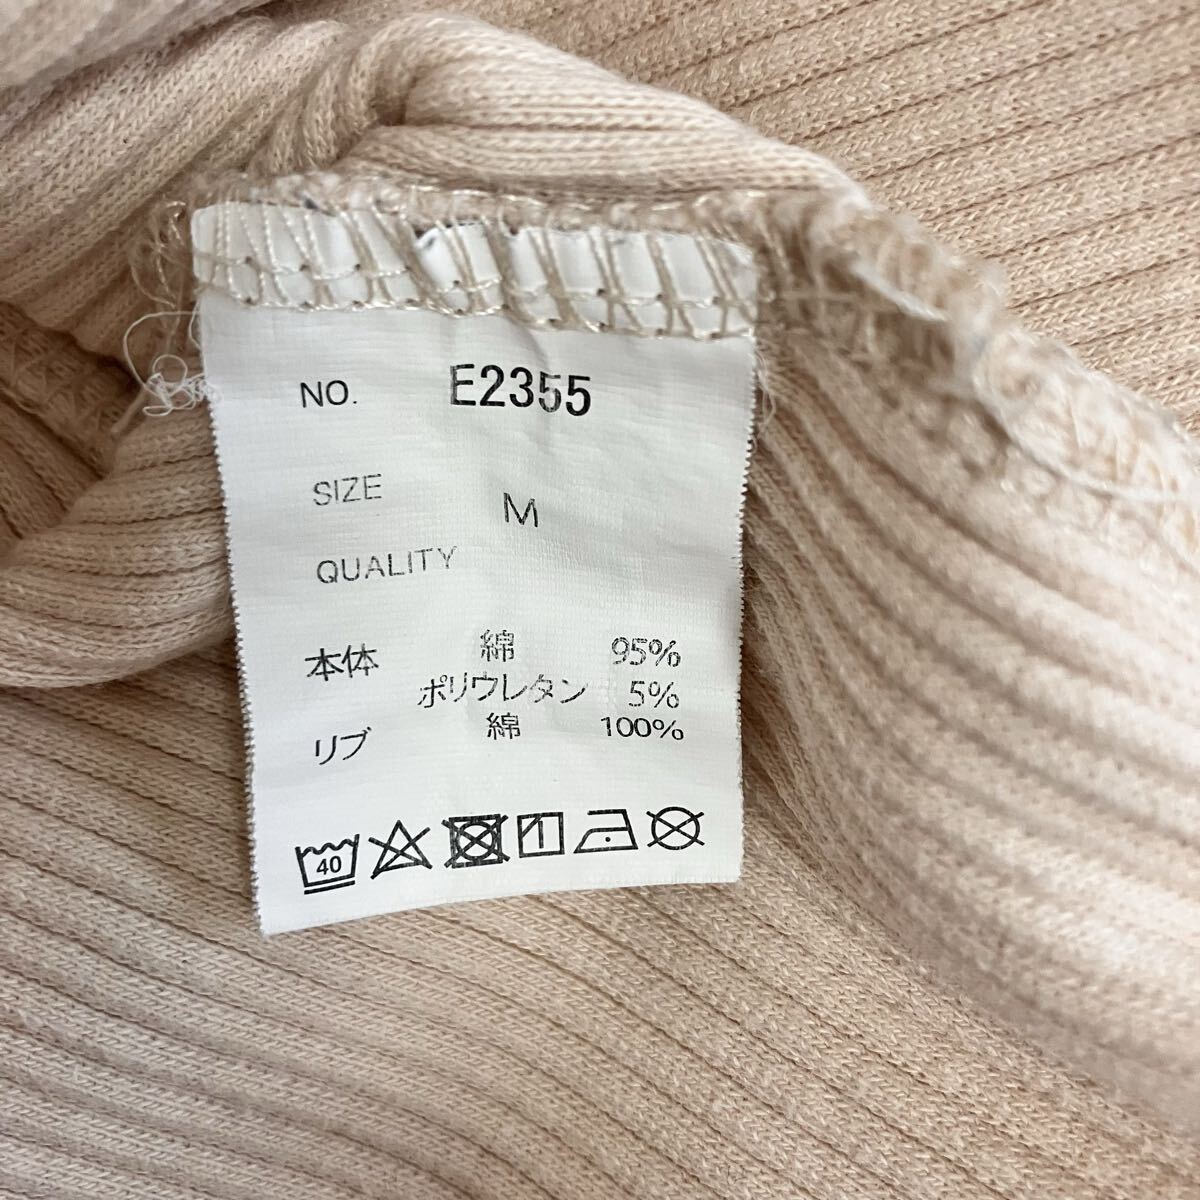 NO. E2355
SIZE M
QUALITY
本体 綿 95%
ポリウレタン 5%
リブ 綿 100%
40